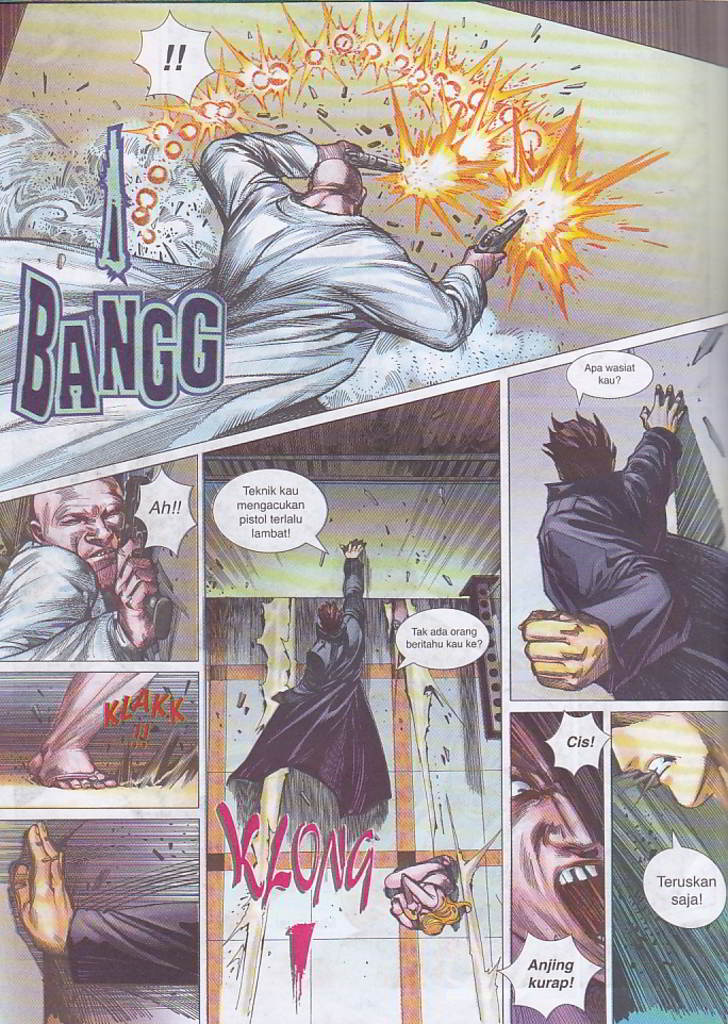 !!
BANGG
!
Apa wasiat
kau?
Ah!!
Teknik kau
mengacukan
pistol terlalu
lambat!
Tak ada orang
beritahu kau ke?
KLAKK
!!
KLONG
!
Cis!
Anjing
kurap!
Teruskan
saja!